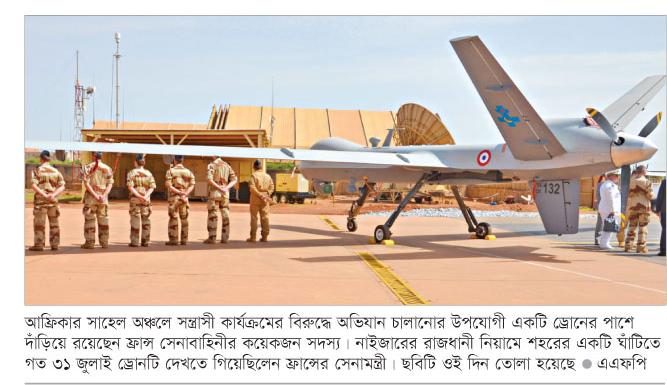 132
আফ্রিকার সাহেল অঞ্চলে সন্ত্রাসী কার্যক্রমের বিরুদ্ধে অভিযান চালানোর উপযোগী একটি ড্রোনের পাশে
দাঁড়িয়ে রয়েছেন ফ্রান্স সেনাবাহিনীর কয়েকজন সদস্য। নাইজারের রাজধানী নিয়ামে শহরের একটি ঘাঁটিতে
গত ৩১ জুলাই ড্রোনটি দেখতে গিয়েছিলেন ফ্রান্সের সেনামন্ত্রী। ছবিটি ওই দিন তোলা হয়েছে ● এএফপি